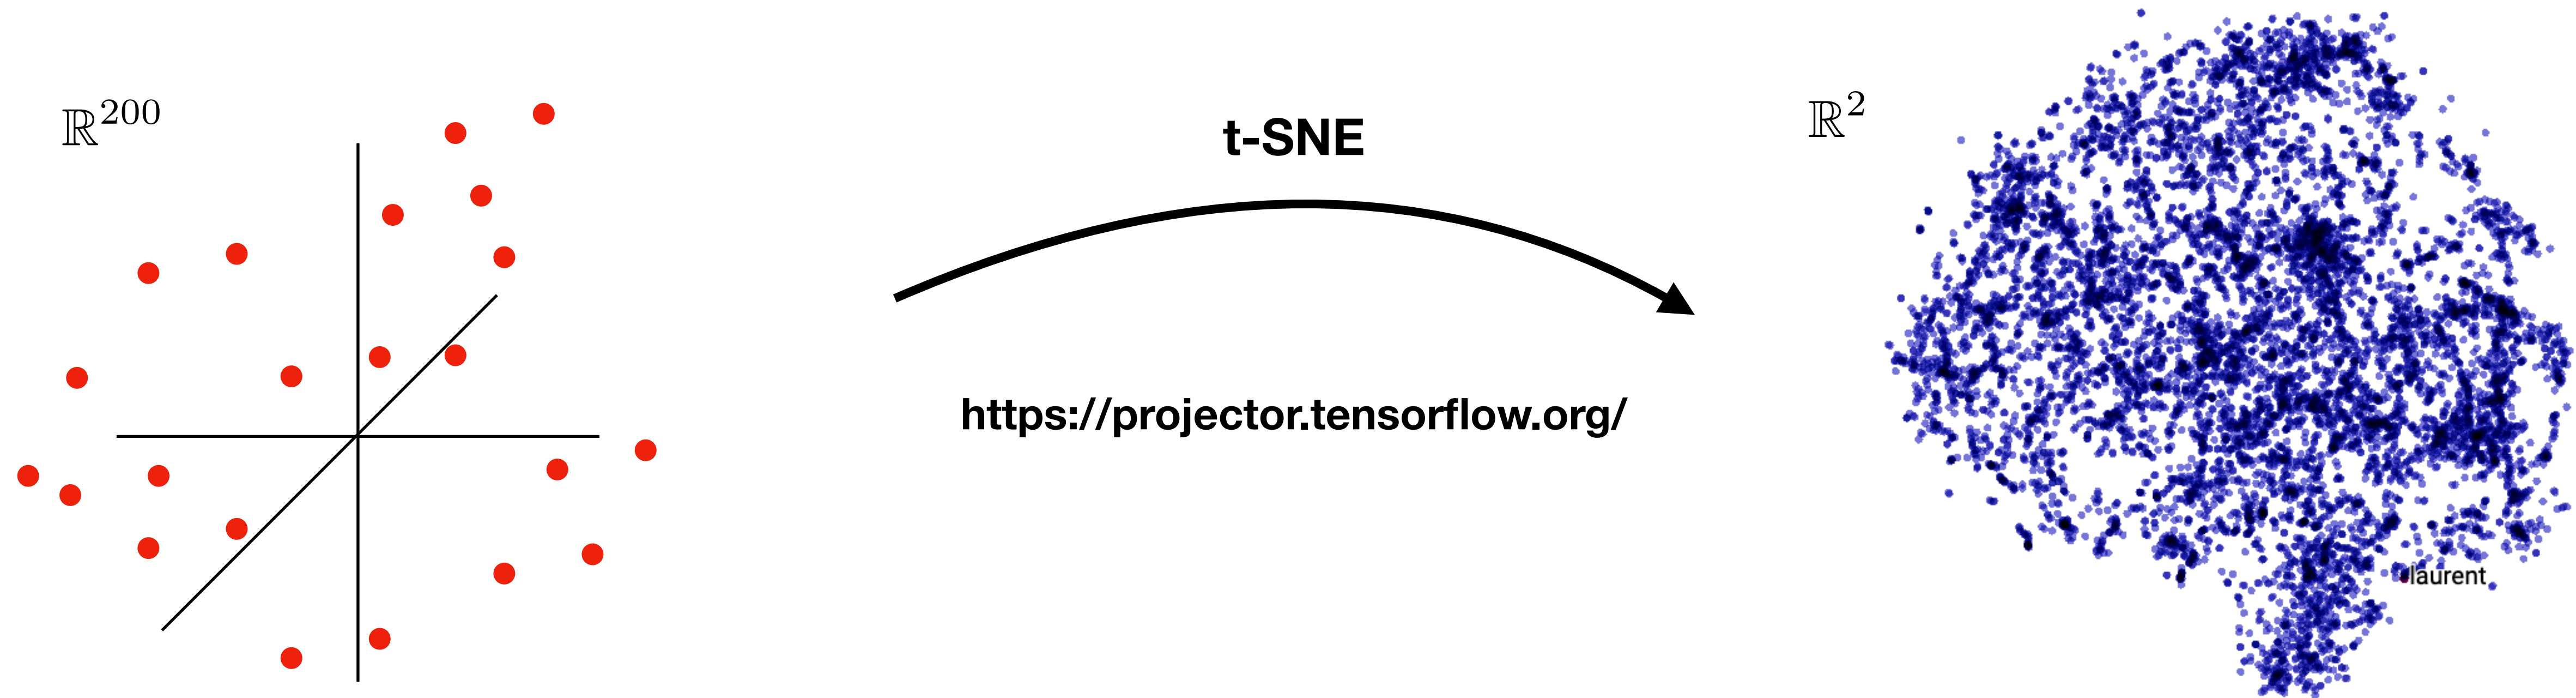 ℝ²⁰⁰
t-SNE
https://projector.tensorflow.org/
ℝ²
laurent